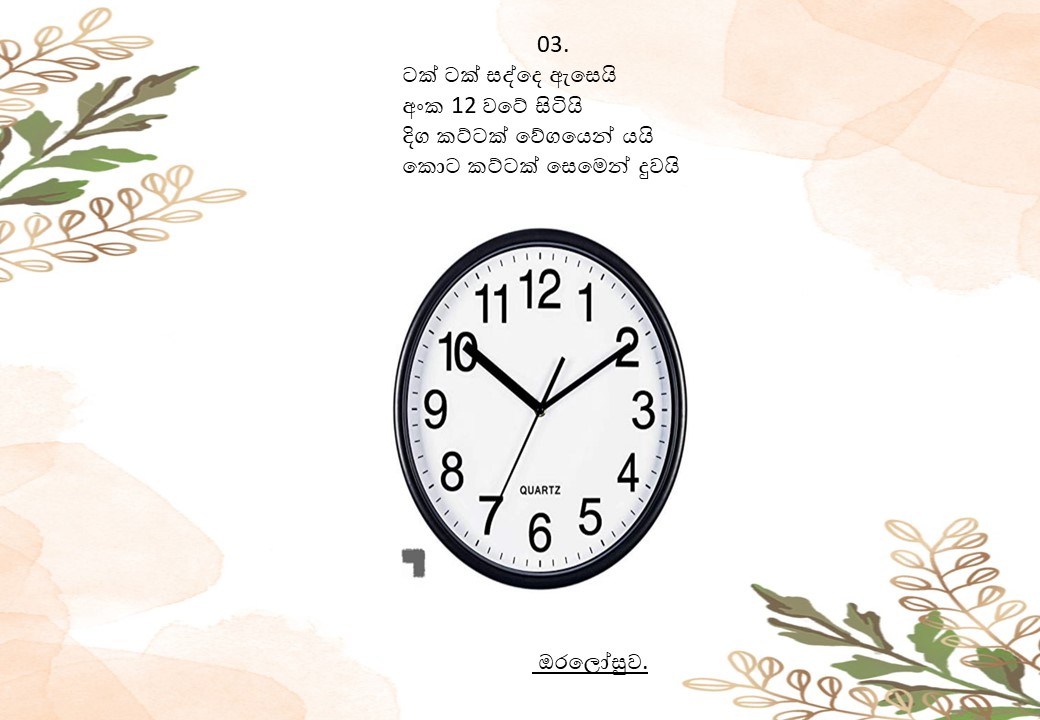 03.
ටක් ටක් සද්දෙ ඇසෙයි
අංක 12 වටේ සිටියි
දිග කට්ටක් වේගයෙන් යයි
කොට කට්ටක් සෙමෙන් දුවයි
11 12 1
10 2
9 3
8 4
QUARTZ
7 6 5
ඔරලෝසුව.